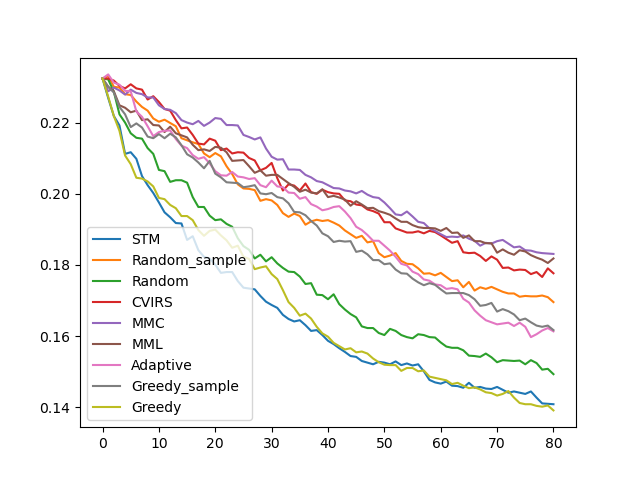 0.22
0.20
0.18
0.16
0.14
STM
Random_sample
Random
CVIRS
MMC
MML
Adaptive
Greedy_sample
Greedy
0 10 20 30 40 50 60 70 80